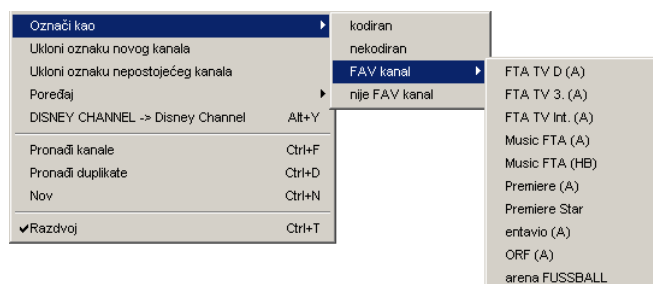 Označi kao
Ukloni oznaku novog kanala
Ukloni oznaku nepostojećeg kanala
Poređaj
DISNEY CHANNEL -> Disney Channel Alt+Y
Pronađi kanale Ctrl+F
Pronađi duplikate Ctrl+D
Nov Ctrl+N
Razdvoj Ctrl+T
kodiran
nekodiran
FAV kanal
nije FAV kanal
FTA TV D (A)
FTA TV 3. (A)
FTA TV Int. (A)
Music FTA (A)
Music FTA (HB)
Premiere (A)
Premiere Star
entavio (A)
ORF (A)
arena FUSSBALL